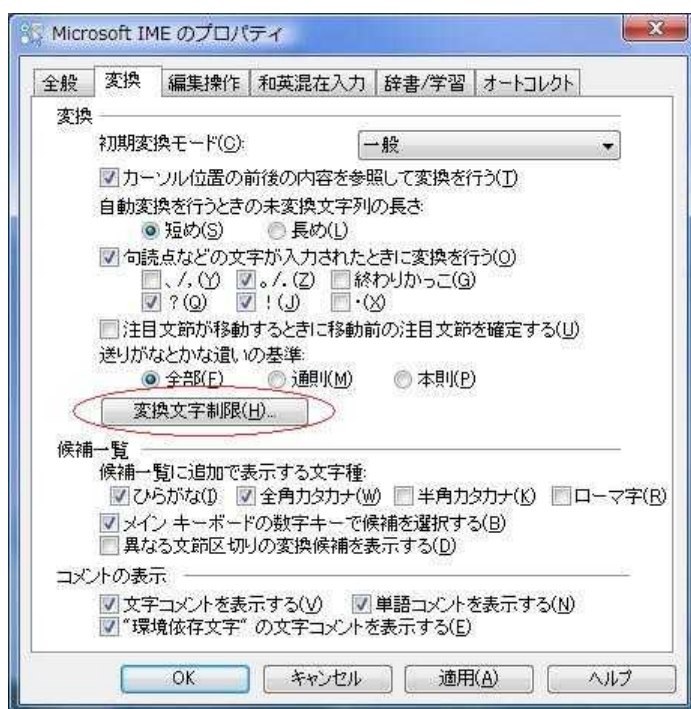 Microsoft IME のプロパティ
全般 変換 編集操作 和英混在入力 辞書/学習 オートコレクト
変換
初期変換モード(C): 一般
カーソル位置の前後の内容を参照して変換を行う(T)
自動変換を行うときの未変換文字列の長さ:
短め(S) 長め(L)
句読点などの文字が入力されたときに変換を行う(O)
、/,(Y) 。/.(Z) 終わりかっこ(G)
?(Q) !(J) ・(X)
注目文節が移動するときに移動前の注目文節を確定する(U)
送りがなとかな遣いの基準:
全部(F) 通則(M) 本則(P)
変換文字制限(H)...
候補一覧
候補一覧に追加で表示する文字種:
ひらがな(I) 全角カタカナ(W) 半角カタカナ(K) ローマ字(R)
メイン キーボードの数字キーで候補を選択する(B)
異なる文節区切りの変換候補を表示する(D)
コメントの表示
文字コメントを表示する(V) 単語コメントを表示する(N)
"環境依存文字" の文字コメントを表示する(E)
OK キャンセル 適用(A) ヘルプ